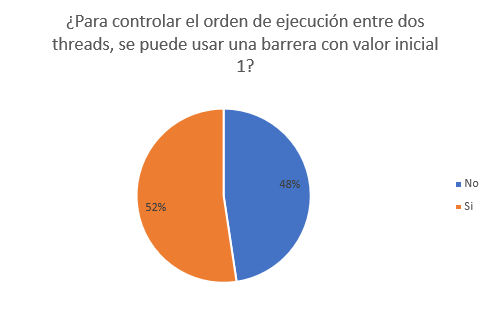 ¿Para controlar el orden de ejecución entre dos
threads, se puede usar una barrera con valor inicial
1?
48%
52%
No
Si